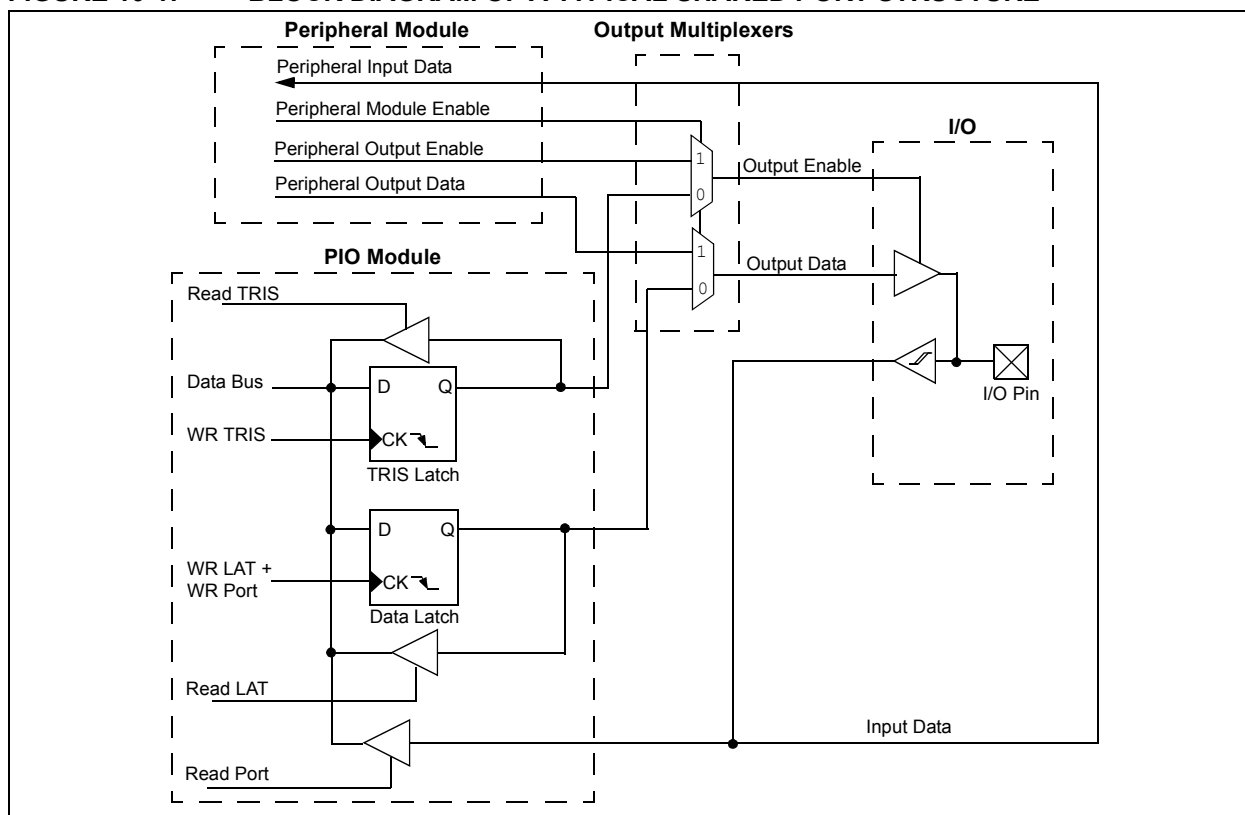 Peripheral Module
Output Multiplexers
Peripheral Input Data
Peripheral Module Enable
I/O
Peripheral Output Enable
1
Output Enable
Peripheral Output Data
0
PIO Module
1
Output Data
Read TRIS
0
Data Bus
D
Q
I/O Pin
WR TRIS
CK
TRIS Latch
D
Q
WR LAT +
WR Port
CK
Data Latch
Read LAT
Input Data
Read Port